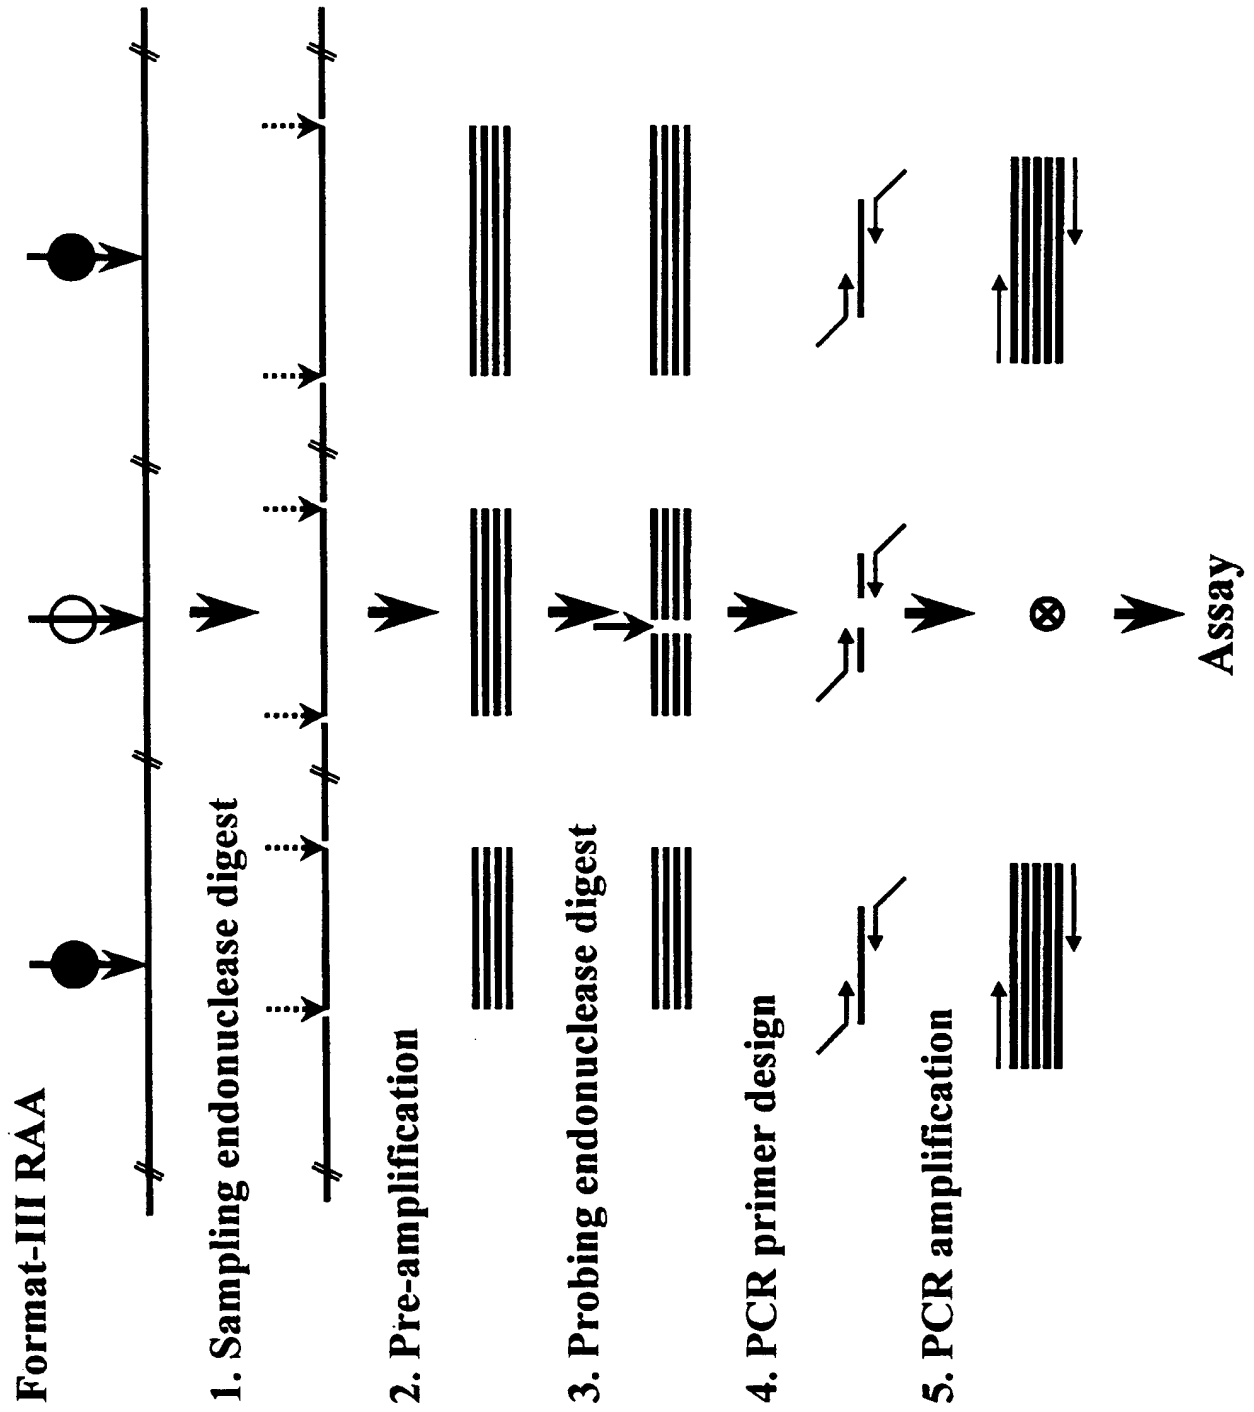 Format-III RAA
1. Sampling endonuclease digest
2. Pre-amplification
3. Probing endonuclease digest
4. PCR primer design
5. PCR amplification
Assay